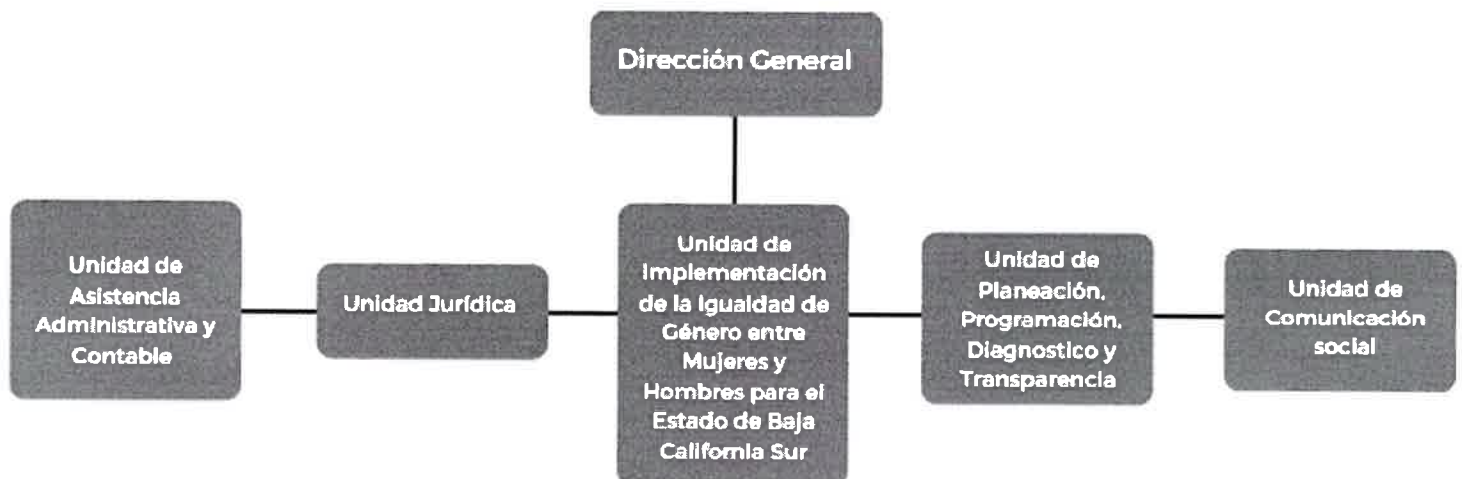 Dirección General
Unidad de
Asistencia
Administrativa y
Contable
Unidad Jurídica
Unidad de
Implementación
de la Igualdad de
Género entre
Mujeres y
Hombres para el
Estado de Baja
California Sur
Unidad de
Planeación,
Programación,
Diagnostico y
Transparencia
Unidad de
Comunicación
social